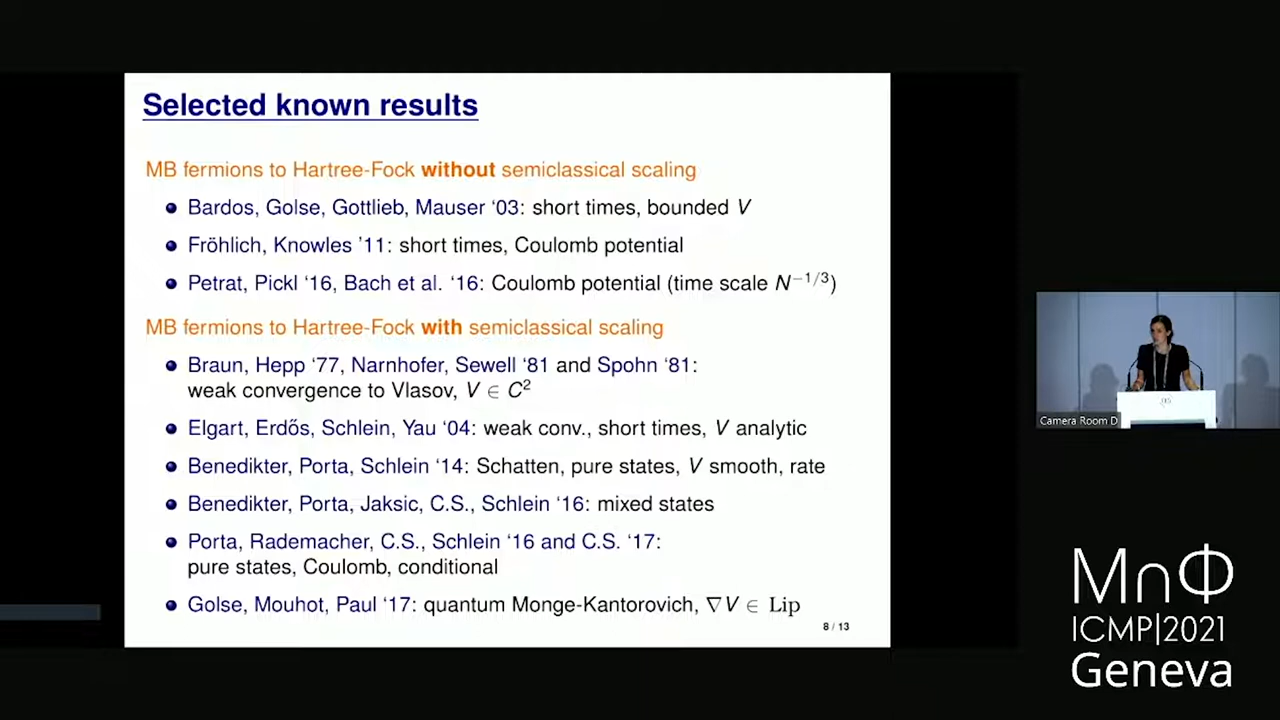 Selected known results
MB fermions to Hartree-Fock without semiclassical scaling
Bardos, Golse, Gottlieb, Mauser ‘03: short times, bounded V
Fröhlich, Knowles ’11: short times, Coulomb potential
Petrat, Pickl ‘16, Bach et al. ‘16: Coulomb potential (time scale N⁻¹/³)
MB fermions to Hartree-Fock with semiclassical scaling
Braun, Hepp ‘77, Narnhofer, Sewell ‘81 and Spohn ‘81:
weak convergence to Vlasov, V ∈ C²
Elgart, Erdős, Schlein, Yau ‘04: weak conv., short times, V analytic
Benedikter, Porta, Schlein ‘14: Schatten, pure states, V smooth, rate
Benedikter, Porta, Jaksic, C.S., Schlein ‘16: mixed states
Porta, Rademacher, C.S., Schlein ‘16 and C.S. ‘17:
pure states, Coulomb, conditional
Golse, Mouhot, Paul ‘17: quantum Monge-Kantorovich, ∇V ∈ Lip
8 / 13
Camera Room D
M∩Φ
ICMP|2021
Geneva